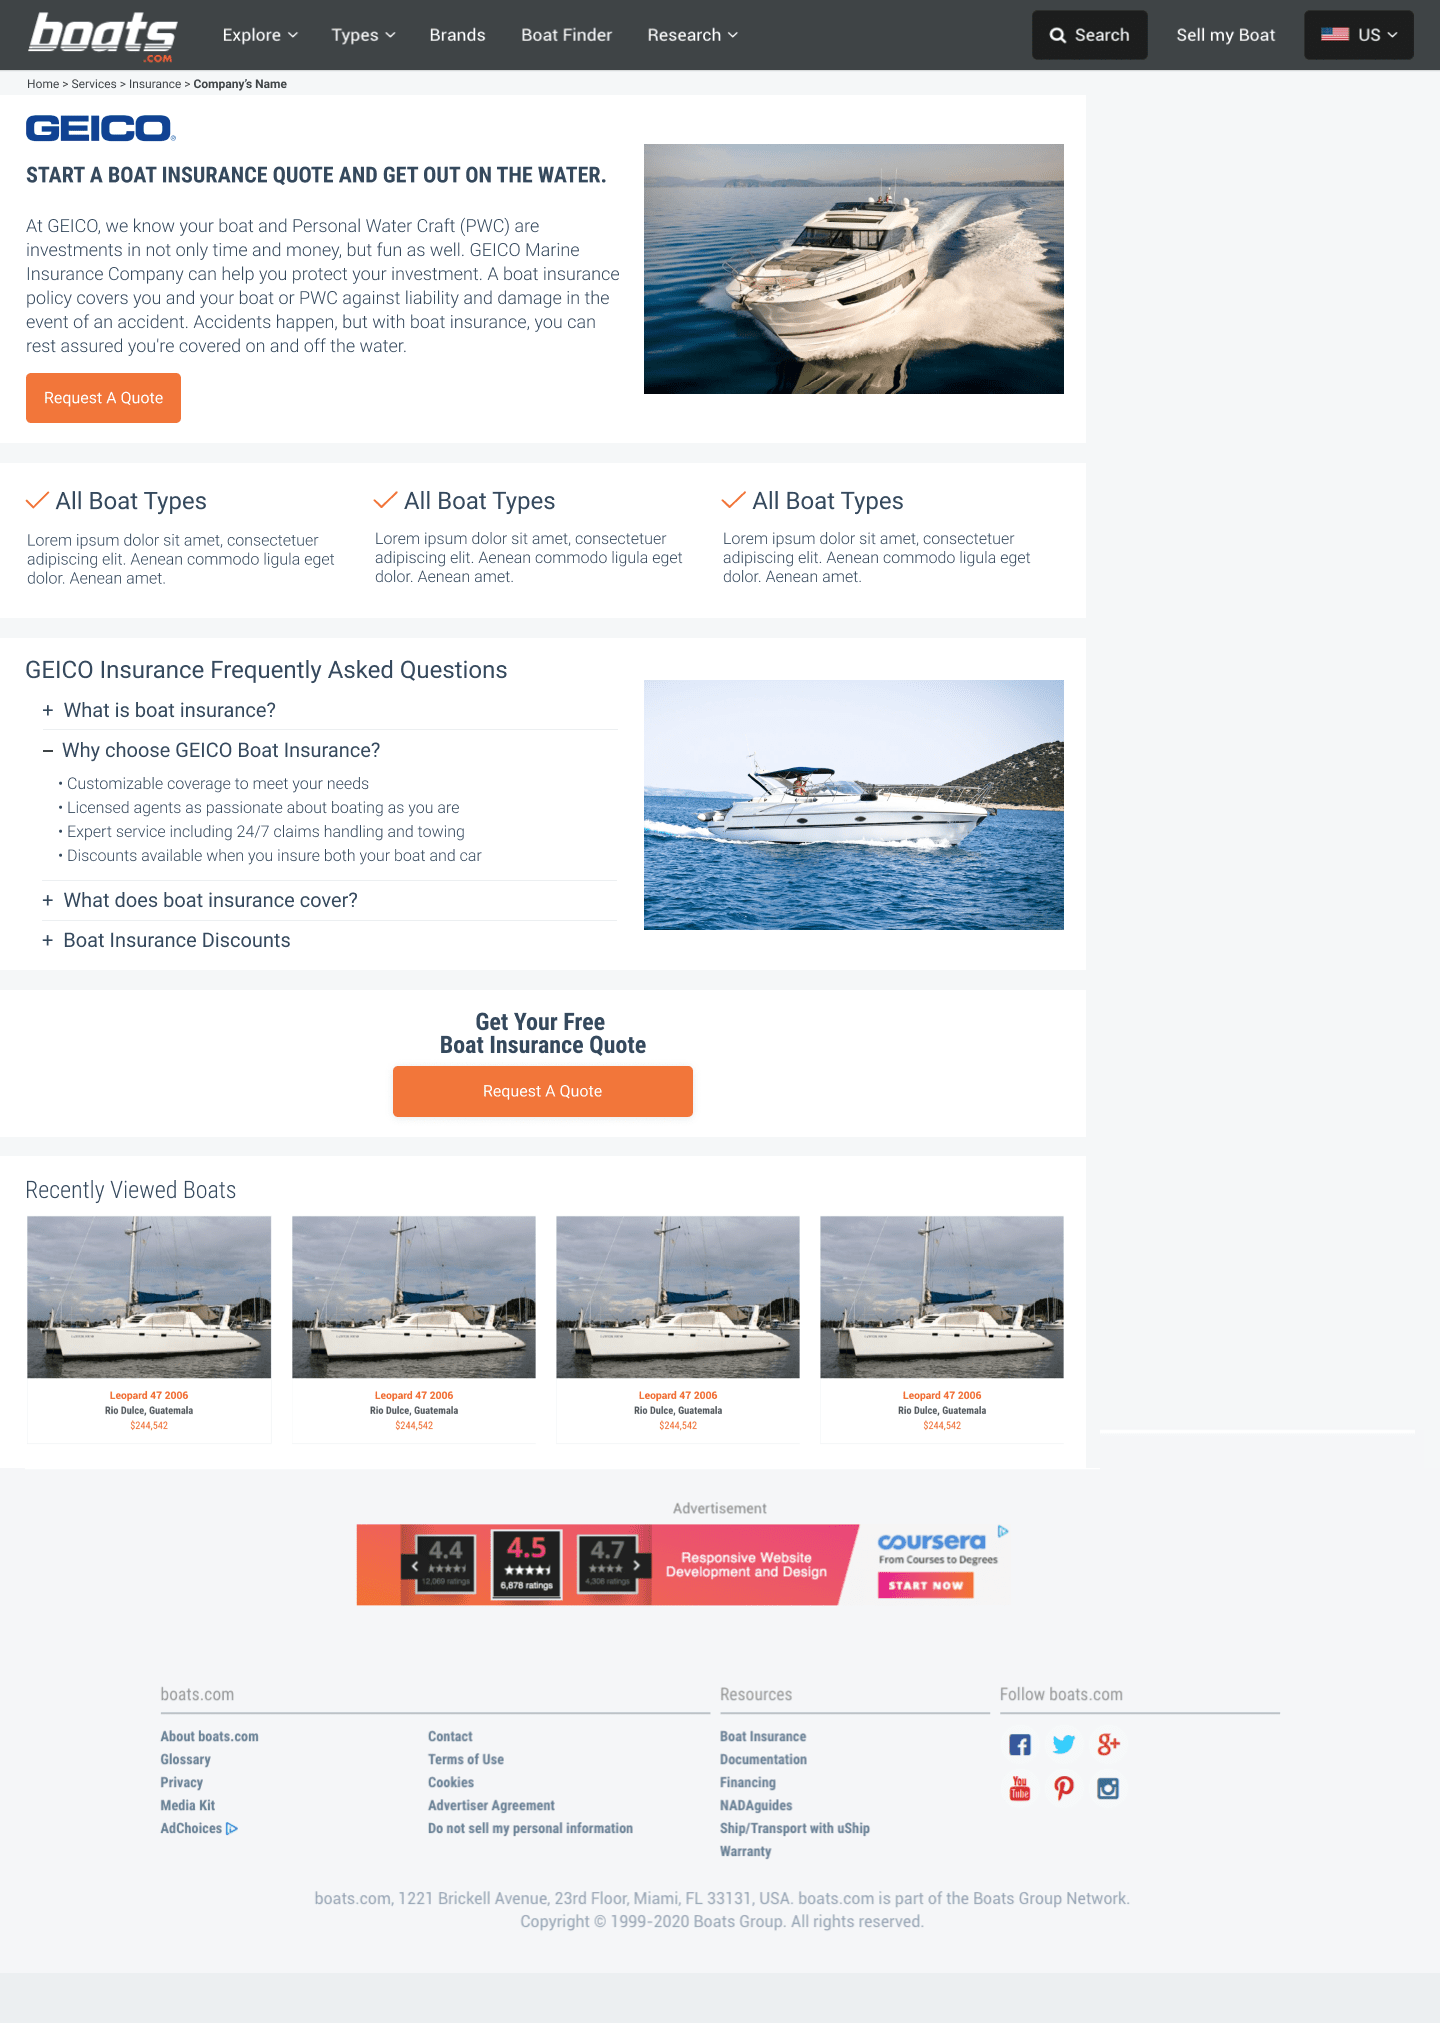 boats
.COM
Explore
Types
Brands
Boat Finder
Research
Search
Sell my Boat
US
Home > Services > Insurance > Company's Name
GEICO®
START A BOAT INSURANCE QUOTE AND GET OUT ON THE WATER.
At GEICO, we know your boat and Personal Water Craft (PWC) are
investments in not only time and money, but fun as well. GEICO Marine
Insurance Company can help you protect your investment. A boat insurance
policy covers you and your boat or PWC against liability and damage in the
event of an accident. Accidents happen, but with boat insurance, you can
rest assured you're covered on and off the water.
Request A Quote
All Boat Types
Lorem ipsum dolor sit amet, consectetuer
adipiscing elit. Aenean commodo ligula eget
dolor. Aenean amet.
All Boat Types
Lorem ipsum dolor sit amet, consectetuer
adipiscing elit. Aenean commodo ligula eget
dolor. Aenean amet.
All Boat Types
Lorem ipsum dolor sit amet, consectetuer
adipiscing elit. Aenean commodo ligula eget
dolor. Aenean amet.
GEICO Insurance Frequently Asked Questions
+ What is boat insurance?
– Why choose GEICO Boat Insurance?
• Customizable coverage to meet your needs
• Licensed agents as passionate about boating as you are
• Expert service including 24/7 claims handling and towing
• Discounts available when you insure both your boat and car
+ What does boat insurance cover?
+ Boat Insurance Discounts
Get Your Free
Boat Insurance Quote
Request A Quote
Recently Viewed Boats
Leopard 47 2006
Rio Dulce, Guatemala
$244,542
Leopard 47 2006
Rio Dulce, Guatemala
$244,542
Leopard 47 2006
Rio Dulce, Guatemala
$244,542
Leopard 47 2006
Rio Dulce, Guatemala
$244,542
Advertisement
4.4
ratings
4.5
6,878 ratings
4.7
ratings
Responsive Website
Development and Design
coursera
From Courses to Degrees
START NOW
boats.com
About boats.com
Glossary
Privacy
Media Kit
AdChoices
Contact
Terms of Use
Cookies
Advertiser Agreement
Do not sell my personal information
Resources
Boat Insurance
Documentation
Financing
NADAguides
Ship/Transport with uShip
Warranty
Follow boats.com
You
Tube
boats.com, 1221 Brickell Avenue, 23rd Floor, Miami, FL 33131, USA. boats.com is part of the Boats Group Network.
Copyright © 1999-2020 Boats Group. All rights reserved.